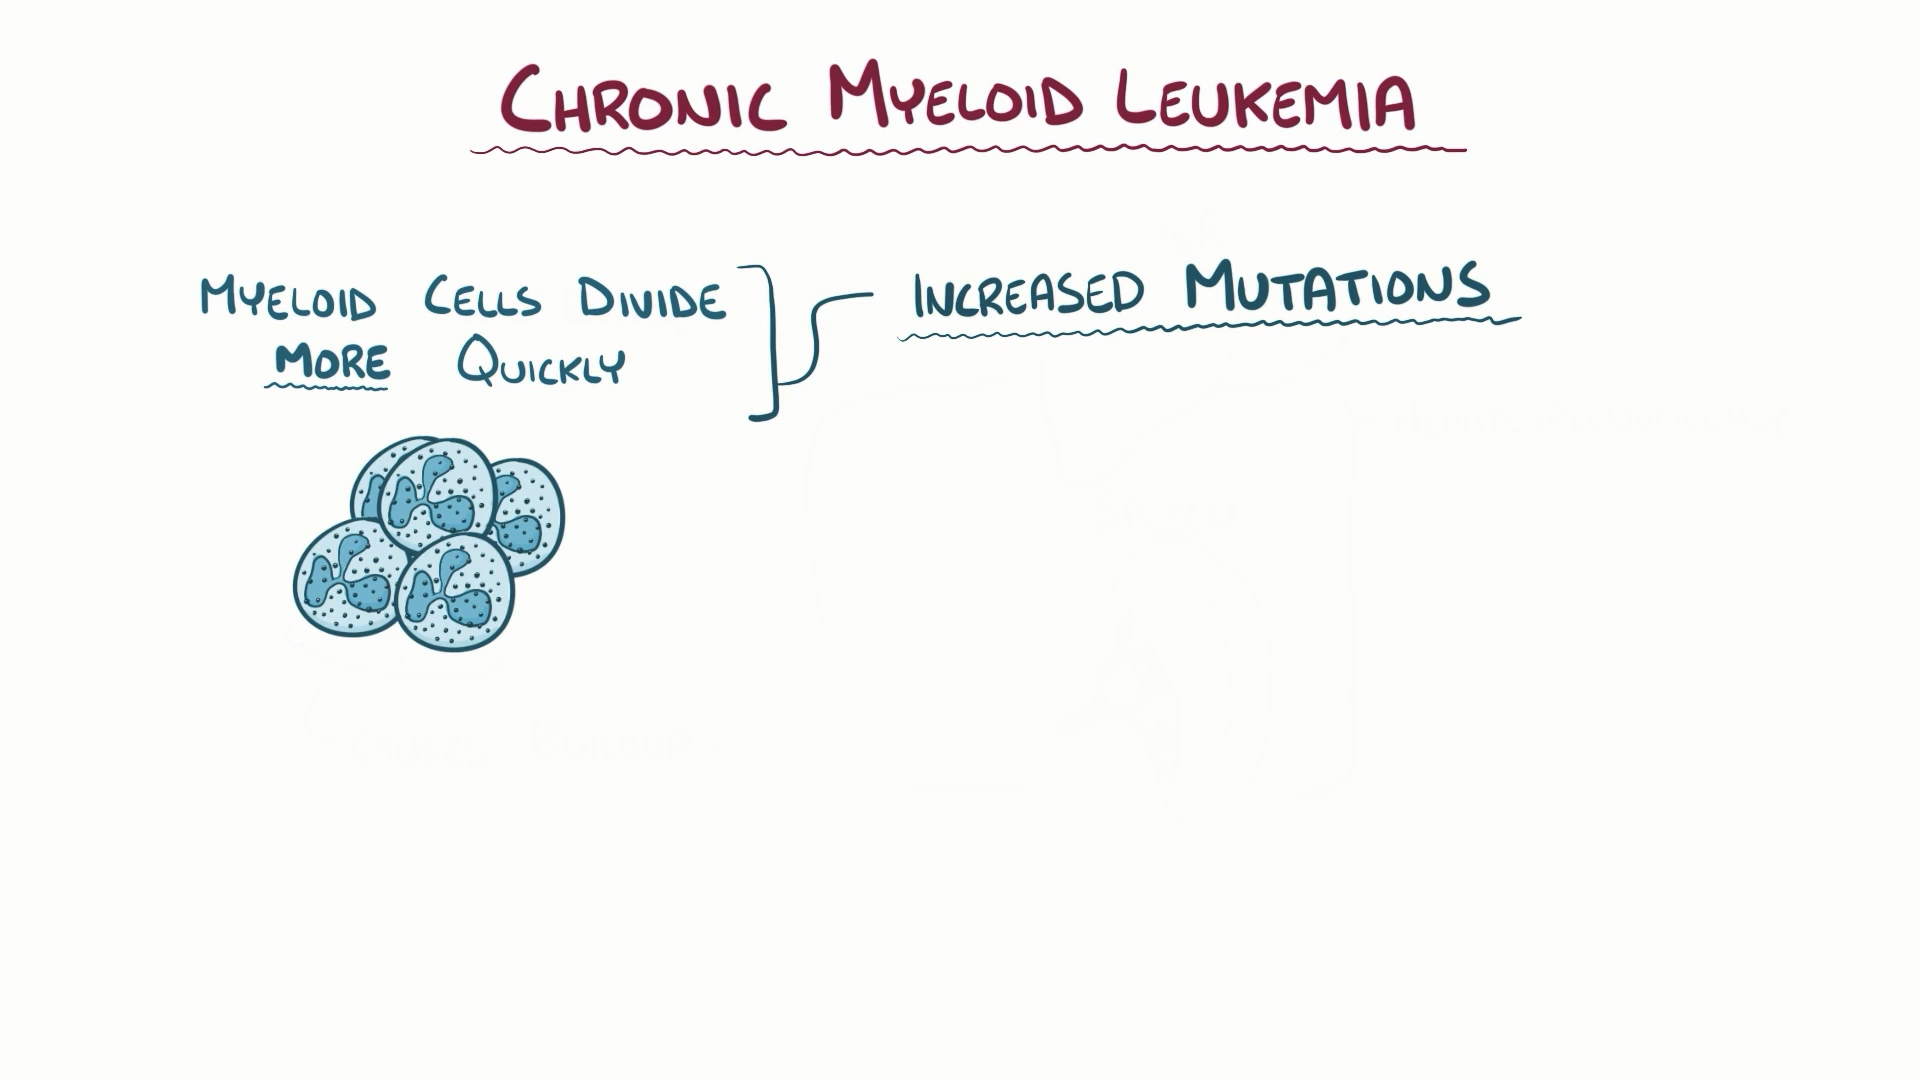 CHRONIC MYELOID LEUKEMIA
MYELOID CELLS DIVIDE
MORE QUICKLY
INCREASED MUTATIONS